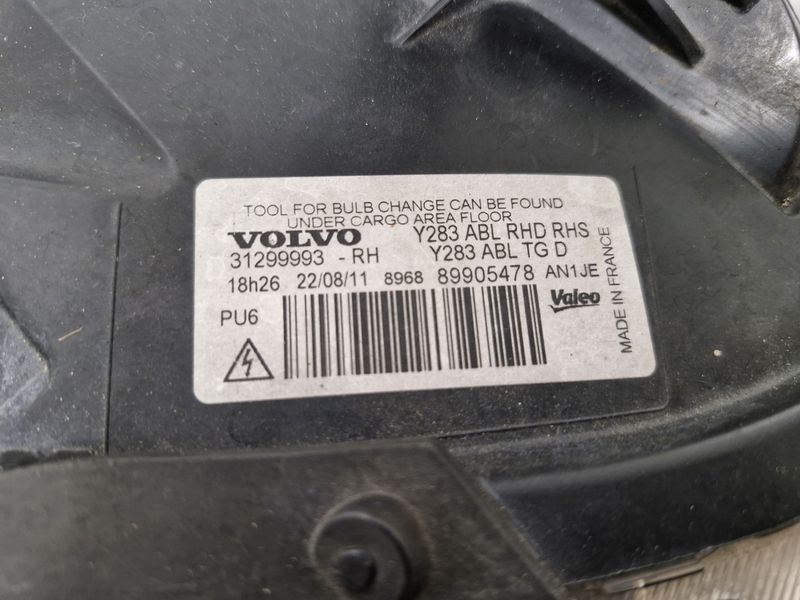 TOOL FOR BULB CHANGE CAN BE FOUND
UNDER CARGO AREA FLOOR
VOLVO Y283 ABL RHD RHS
31299993 - RH Y283 ABL TG D
18h26 22/08/11 8968 89905478 AN1JE
PU6
Valeo
MADE IN FRANCE